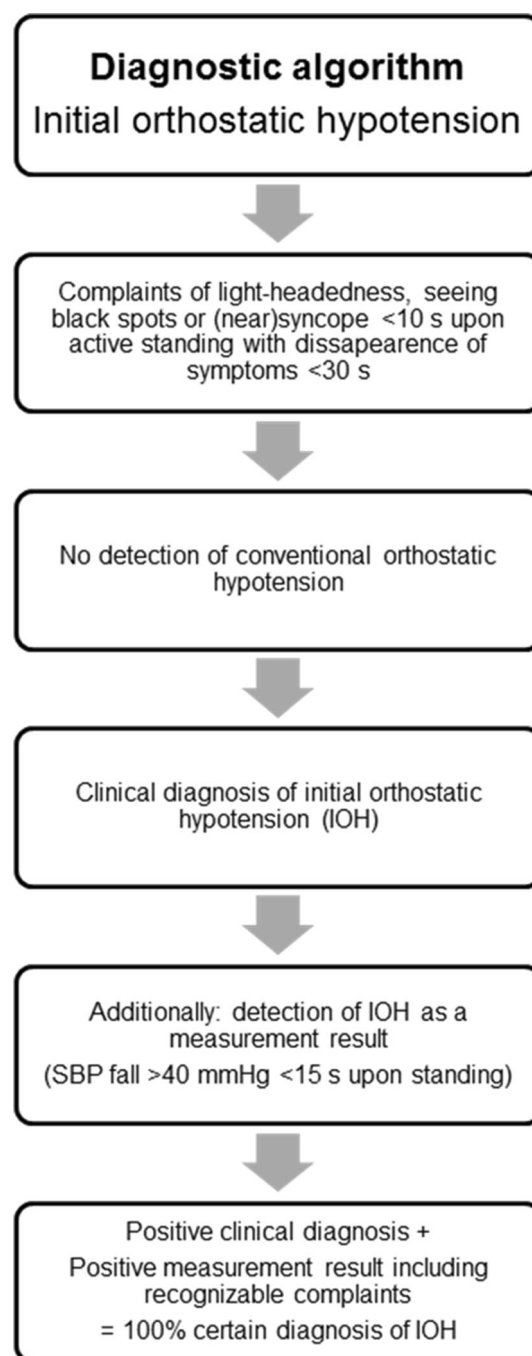 Diagnostic algorithm
Initial orthostatic hypotension
Complaints of light-headedness, seeing
black spots or (near)syncope <10 s upon
active standing with dissapearence of
symptoms <30 s
No detection of conventional orthostatic
hypotension
Clinical diagnosis of initial orthostatic
hypotension (IOH)
Additionally: detection of IOH as a
measurement result
(SBP fall >40 mmHg <15 s upon standing)
Positive clinical diagnosis +
Positive measurement result including
recognizable complaints
= 100% certain diagnosis of IOH